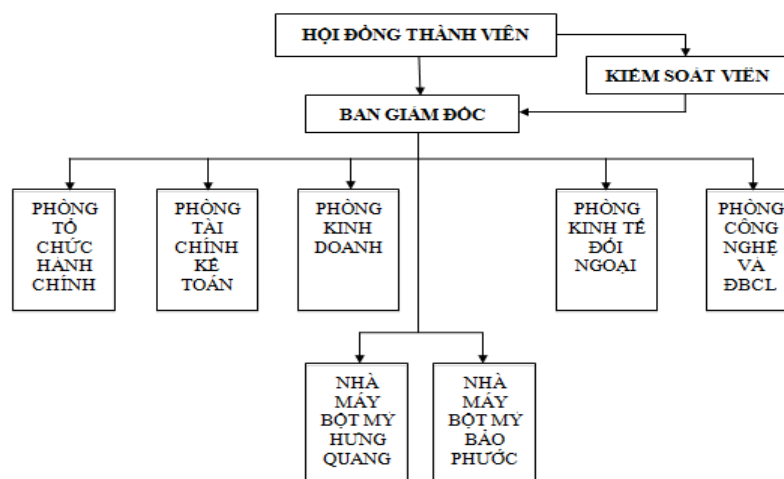 HỘI ĐỒNG THÀNH VIÊN
KIỂM SOÁT VIÊN
BAN GIÁM ĐỐC
PHÒNG
TỔ
CHỨC
HÀNH
CHÍNH
PHÒNG
TÀI
CHÍNH
KẾ
TOÁN
PHÒNG
KINH
DOANH
PHÒNG
KINH TẾ
ĐỐI
NGOẠI
PHÒNG
CÔNG
NGHỆ
VÀ
ĐBCL
NHÀ
MÁY
BỘT MỲ
HƯNG
QUANG
NHÀ
MÁY
BỘT MỲ
BẢO
PHƯỚC